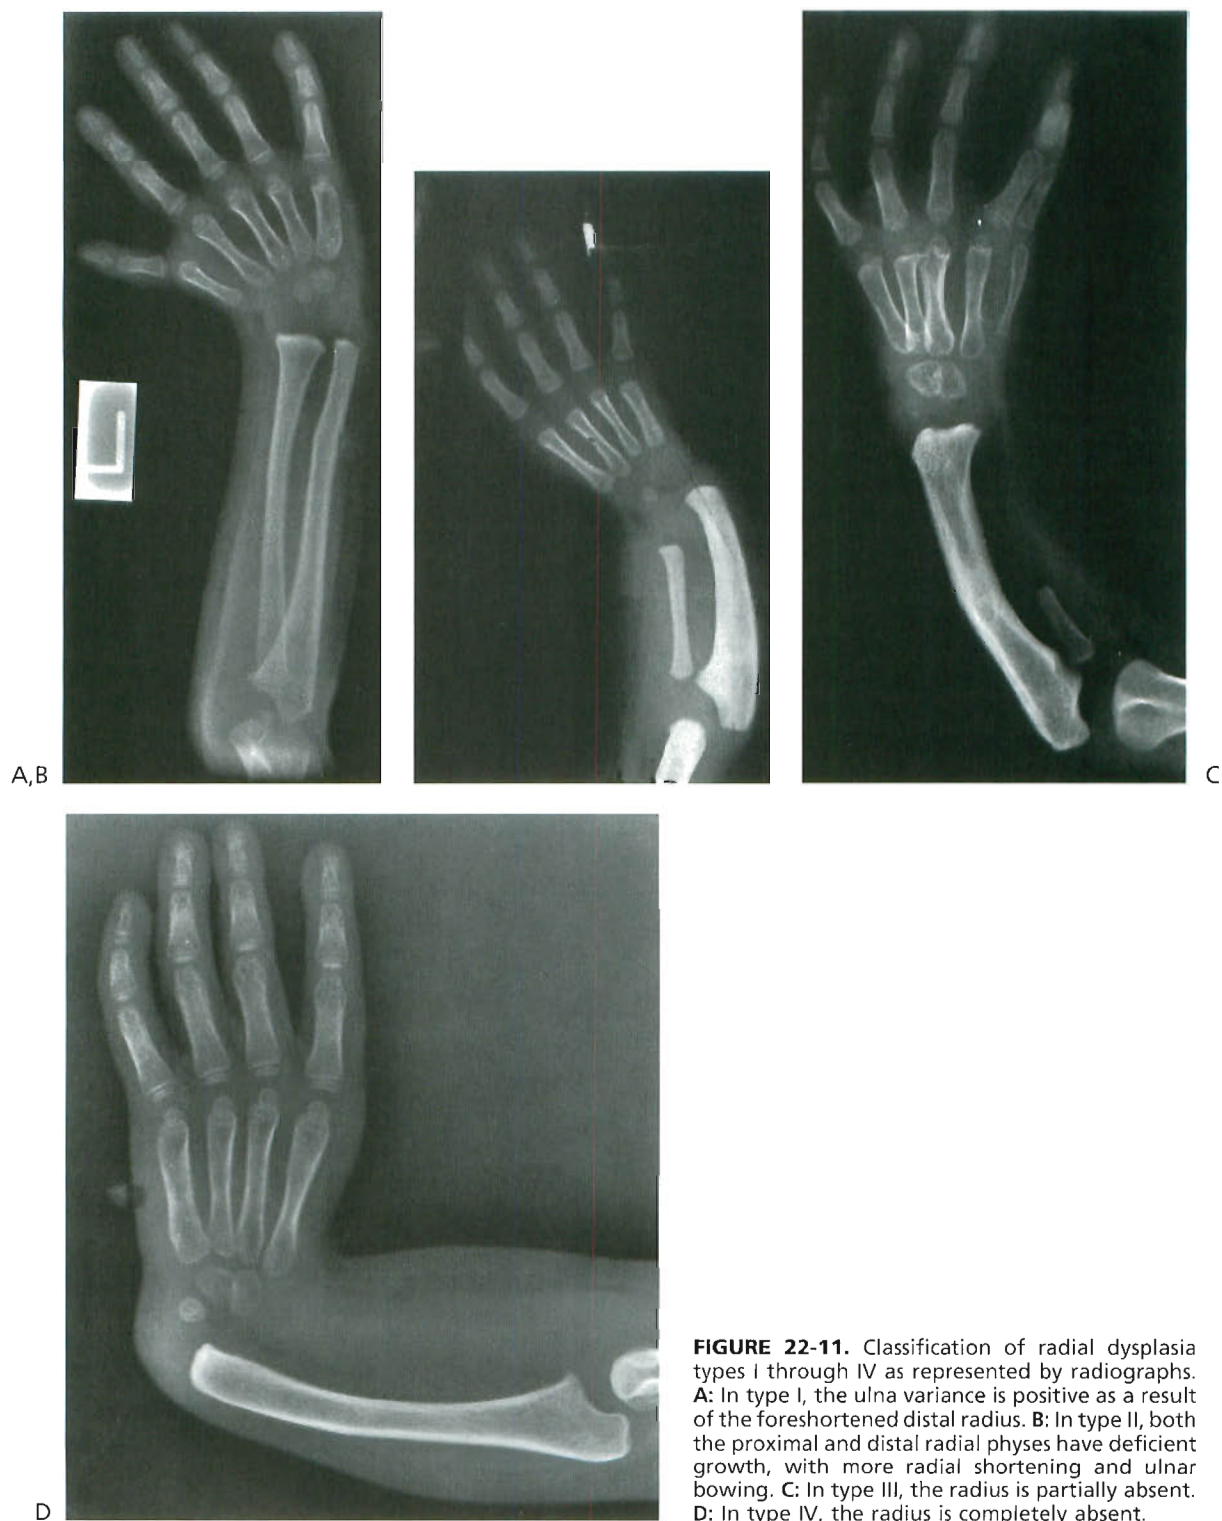 A,B
C
D
FIGURE 22-11. Classification of radial dysplasia
types I through IV as represented by radiographs.
A: In type I, the ulna variance is positive as a result
of the foreshortened distal radius. B: In type II, both
the proximal and distal radial physes have deficient
growth, with more radial shortening and ulnar
bowing. C: In type III, the radius is partially absent.
D: In type IV, the radius is completely absent.